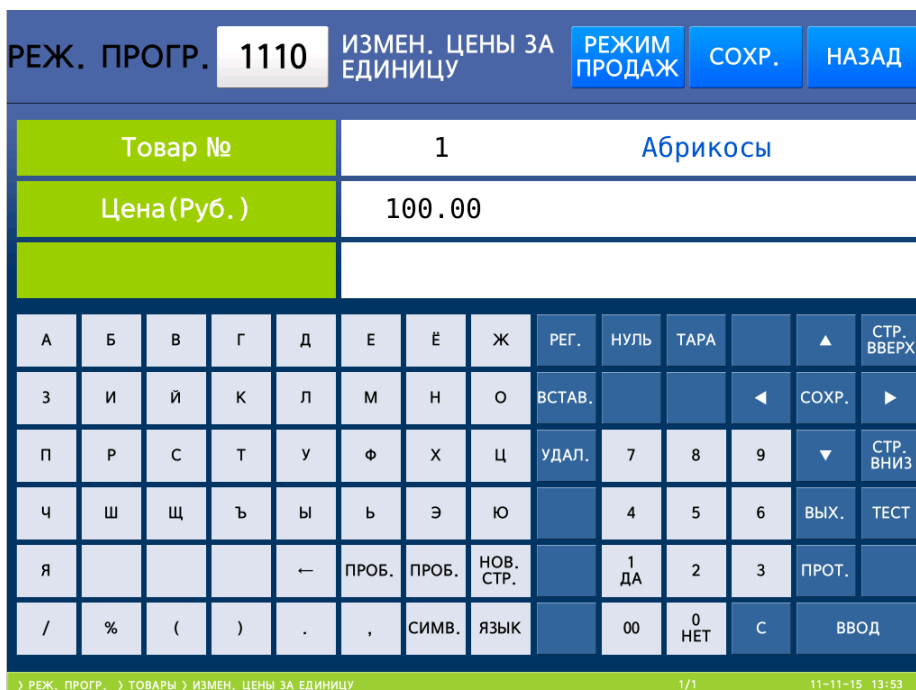 РЕЖ. ПРОГР. 1110 ИЗМЕН. ЦЕНЫ ЗА ЕДИНИЦУ РЕЖИМ ПРОДАЖ СОХР. НАЗАД
Товар № 1 Абрикосы
Цена(Руб.) 100.00
А Б В Г Д Е Ё Ж РЕГ. НУЛЬ ТАРА ▲ СТР. ВВЕРХ
З И Й К Л М Н О ВСТАВ. ◀ СОХР. ▶
П Р С Т У Ф Х Ц УДАЛ. 7 8 9 ▼ СТР. ВНИЗ
Ч Ш Щ Ъ Ы Ь Э Ю 4 5 6 ВЫХ. ТЕСТ
Я ← ПРОБ. ПРОБ. НОВ. СТР. 1 ДА 2 3 ПРОТ.
/ % ( ) . , СИМВ. ЯЗЫК 00 0 НЕТ С ВВОД
> РЕЖ. ПРОГР. > ТОВАРЫ > ИЗМЕН. ЦЕНЫ ЗА ЕДИНИЦУ 1/1 11-11-15 13:53